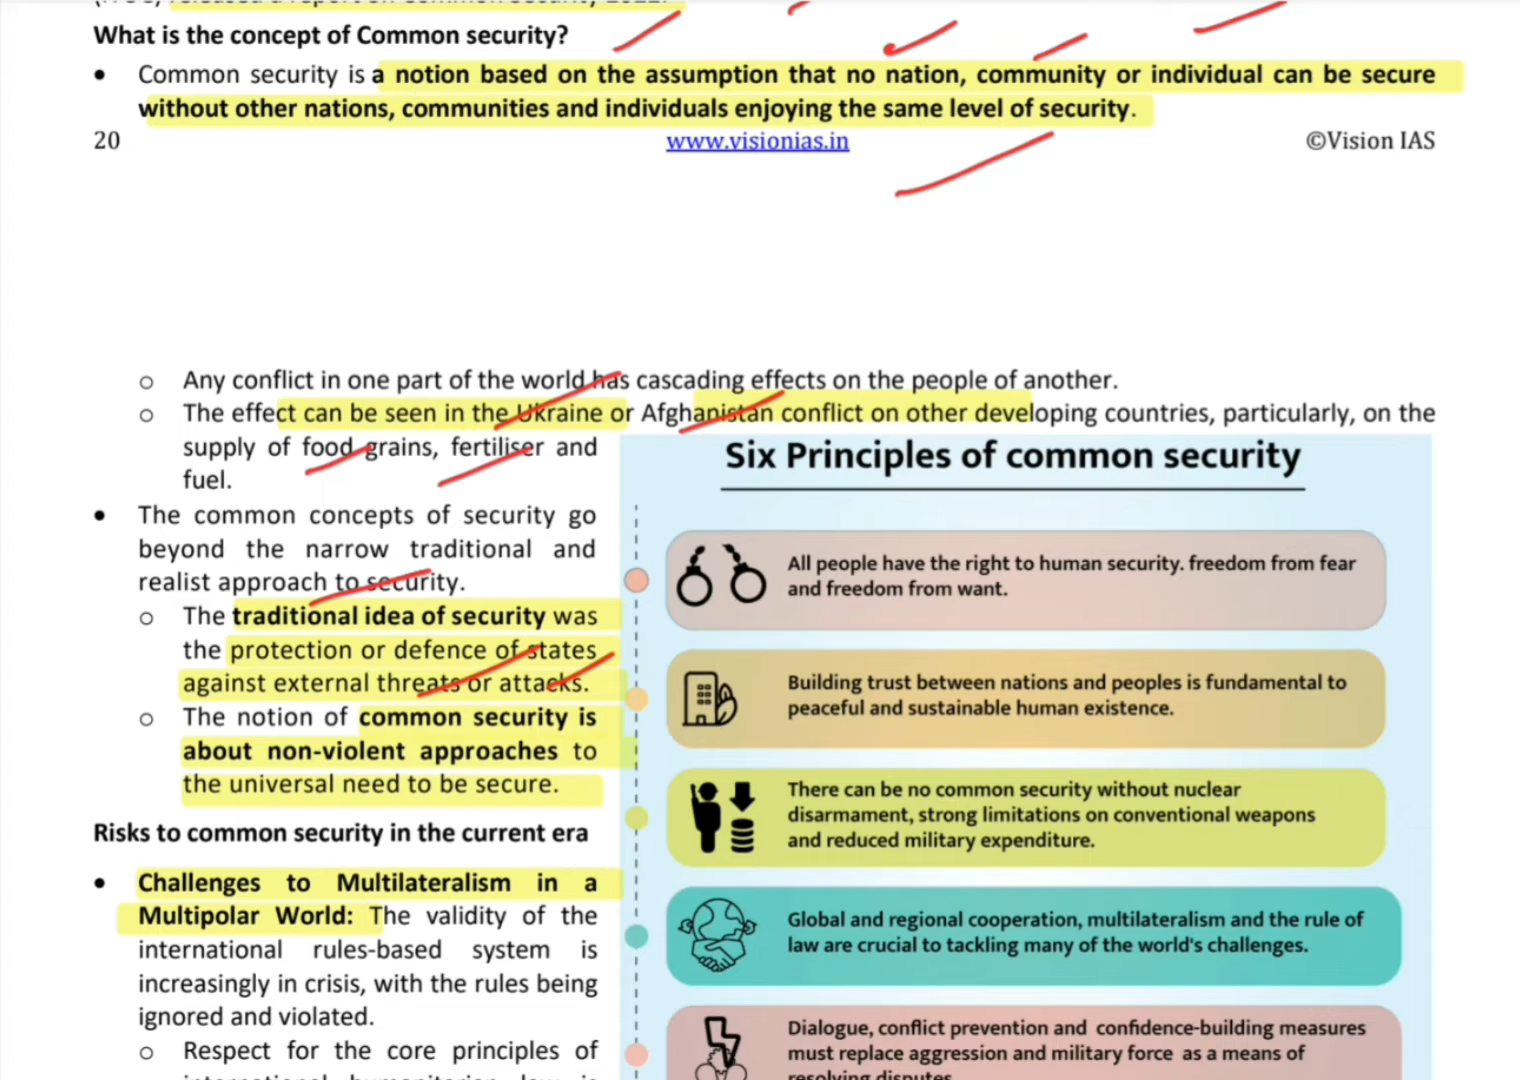 released a report on Common Security 2022.
What is the concept of Common security?
• Common security is a notion based on the assumption that no nation, community or individual can be secure
without other nations, communities and individuals enjoying the same level of security.
20 www.visionias.in ©Vision IAS
o Any conflict in one part of the world has cascading effects on the people of another.
o The effect can be seen in the Ukraine or Afghanistan conflict on other developing countries, particularly, on the
supply of food grains, fertiliser and
fuel.
• The common concepts of security go
beyond the narrow traditional and
realist approach to security.
o The traditional idea of security was
the protection or defence of states
against external threats or attacks.
o The notion of common security is
about non-violent approaches to
the universal need to be secure.
Risks to common security in the current era
• Challenges to Multilateralism in a
Multipolar World: The validity of the
international rules-based system is
increasingly in crisis, with the rules being
ignored and violated.
o Respect for the core principles of
international humanitarian law is
Six Principles of common security
All people have the right to human security. freedom from fear
and freedom from want.
Building trust between nations and peoples is fundamental to
peaceful and sustainable human existence.
There can be no common security without nuclear
disarmament, strong limitations on conventional weapons
and reduced military expenditure.
Global and regional cooperation, multilateralism and the rule of
law are crucial to tackling many of the world's challenges.
Dialogue, conflict prevention and confidence-building measures
must replace aggression and military force as a means of
resolving disputes